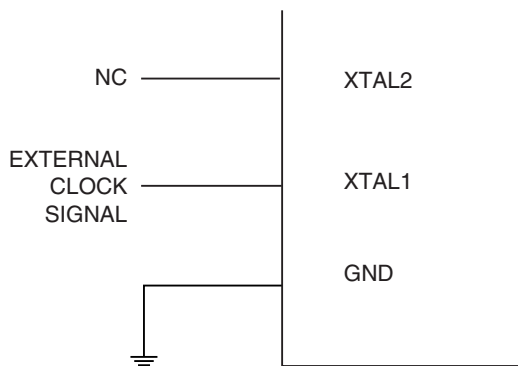 NC
XTAL2
EXTERNAL
CLOCK
SIGNAL
XTAL1
GND